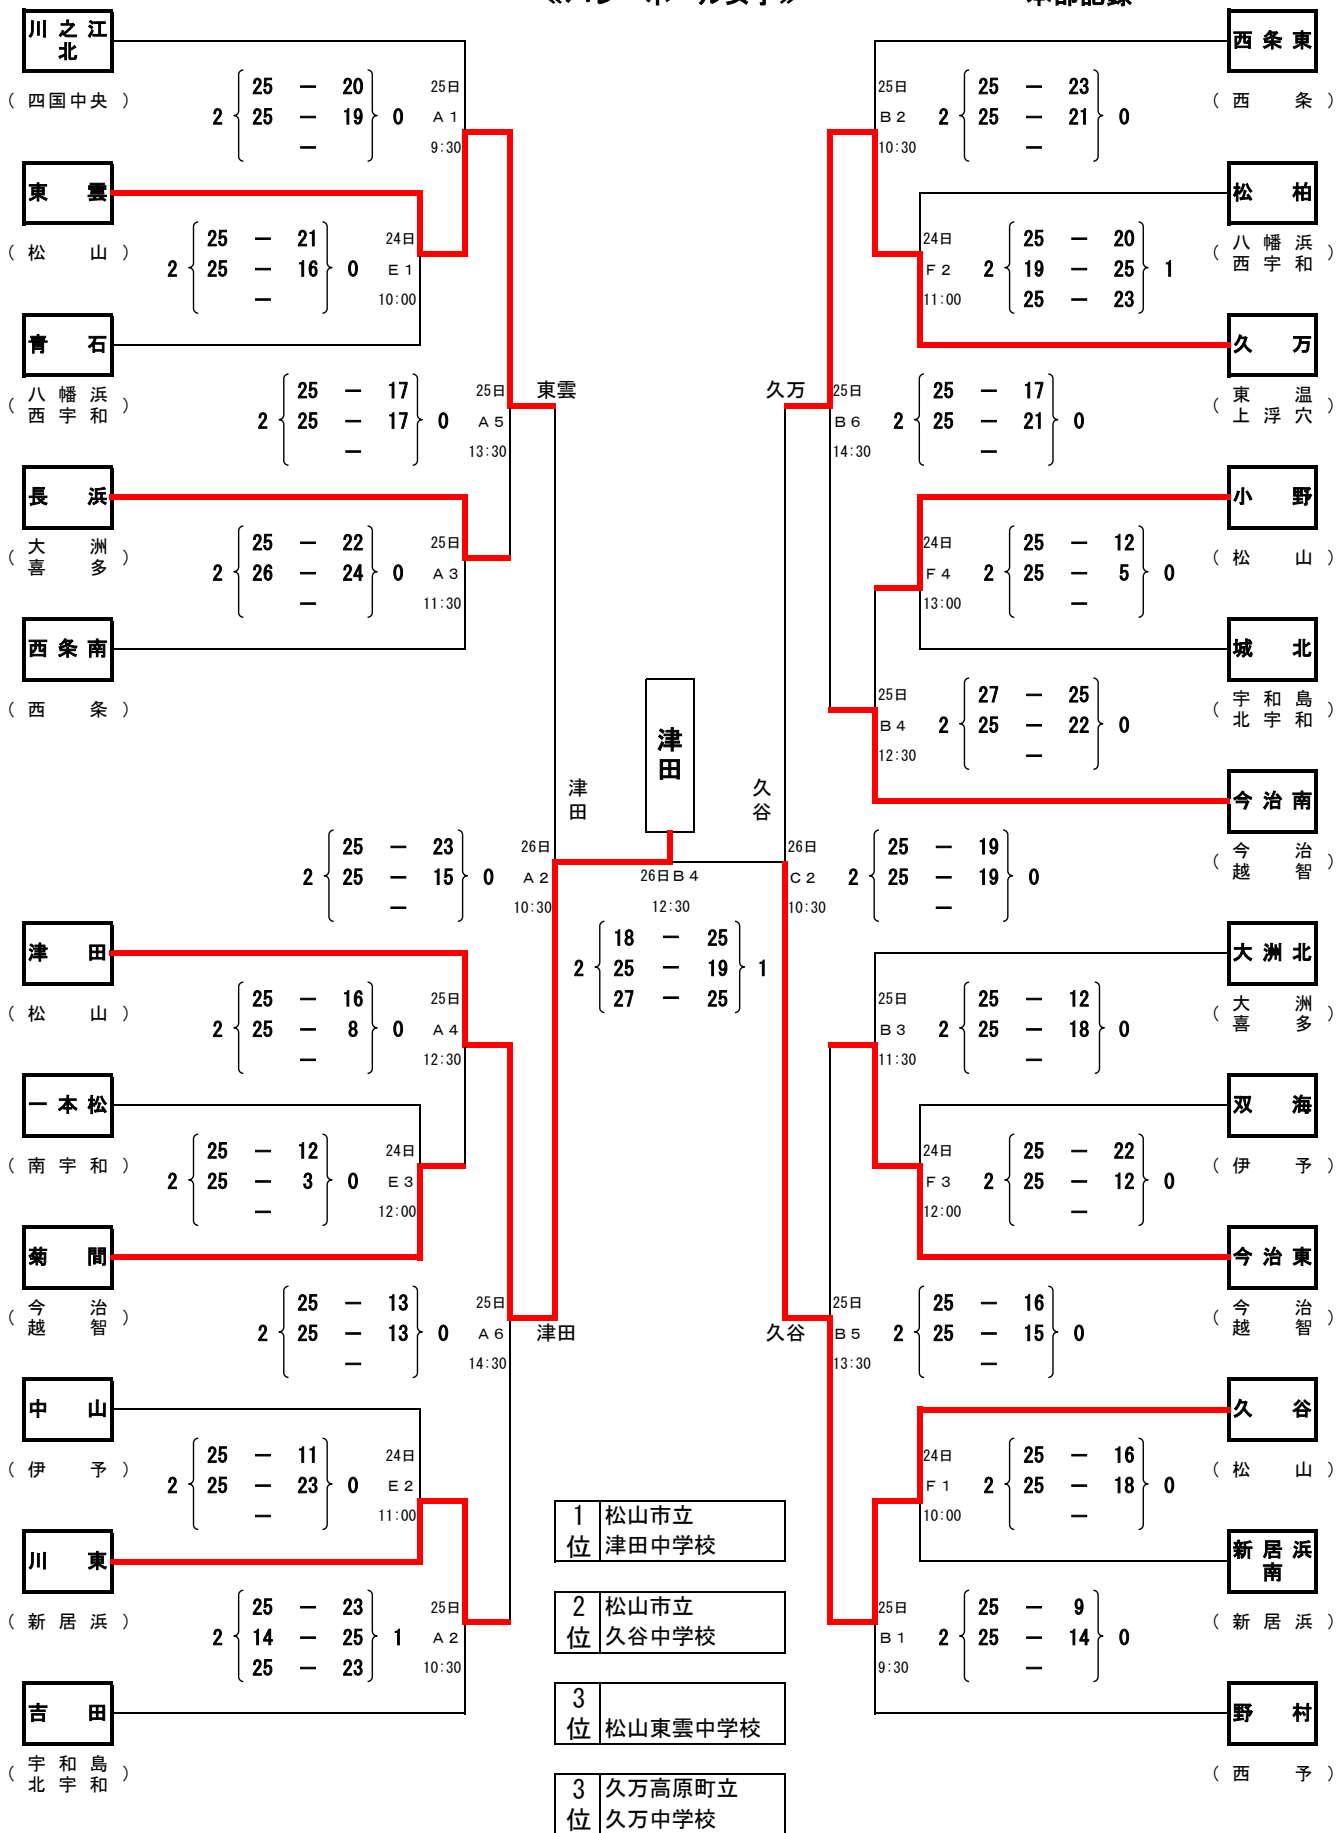 川之江北
(四国中央)
2 25 — 20 0
25 — 19
—
25日
A1
9:30
東雲
(松山)
2 25 — 21 0
25 — 16
—
24日
E1
10:00
青石
(八幡浜西宇和)
2 25 — 17 0
25 — 17
—
25日
A5
13:30
東雲
長浜
(大洲喜多)
2 25 — 22 0
26 — 24
—
25日
A3
11:30
西条南
(西条)
津田
2 25 — 23 0
25 — 15
—
26日
A2
10:30
津田
(松山)
2 25 — 16 0
25 — 8
—
25日
A4
12:30
一本松
(南宇和)
2 25 — 12 0
25 — 3
—
24日
E3
12:00
菊間
(今治越智)
2 25 — 13 0
25 — 13
—
25日
A6
14:30
津田
中山
(伊予)
2 25 — 11 0
25 — 23
—
24日
E2
11:00
川東
(新居浜)
2 25 — 23 1
14 — 25
25 — 23
25日
A2
10:30
吉田
(宇和島北宇和)
津田
26日B4
12:30
2 18 — 25 1
25 — 19
27 — 25
西条東
(西条)
25日
B2
10:30
2 25 — 23 0
25 — 21
—
松柏
(八幡浜西宇和)
24日
F2
11:00
2 25 — 20 1
19 — 25
25 — 23
久万
(東温上浮穴)
久万
25日
B6
14:30
2 25 — 17 0
25 — 21
—
小野
(松山)
24日
F4
13:00
2 25 — 12 0
25 — 5
—
城北
(宇和島北宇和)
25日
B4
12:30
2 27 — 25 0
25 — 22
—
今治南
(今治越智)
久谷
26日
C2
10:30
2 25 — 19 0
25 — 19
—
大洲北
(大洲喜多)
25日
B3
11:30
2 25 — 12 0
25 — 18
—
双海
(伊予)
24日
F3
12:00
2 25 — 22 0
25 — 12
—
今治東
(今治越智)
久谷
25日
B5
13:30
2 25 — 16 0
25 — 15
—
久谷
(松山)
24日
F1
10:00
2 25 — 16 0
25 — 18
—
新居浜南
(新居浜)
25日
B1
9:30
2 25 — 9 0
25 — 14
—
野村
(西予)
1位 松山市立
津田中学校
2位 松山市立
久谷中学校
3位
松山東雲中学校
3位 久万高原町立
久万中学校